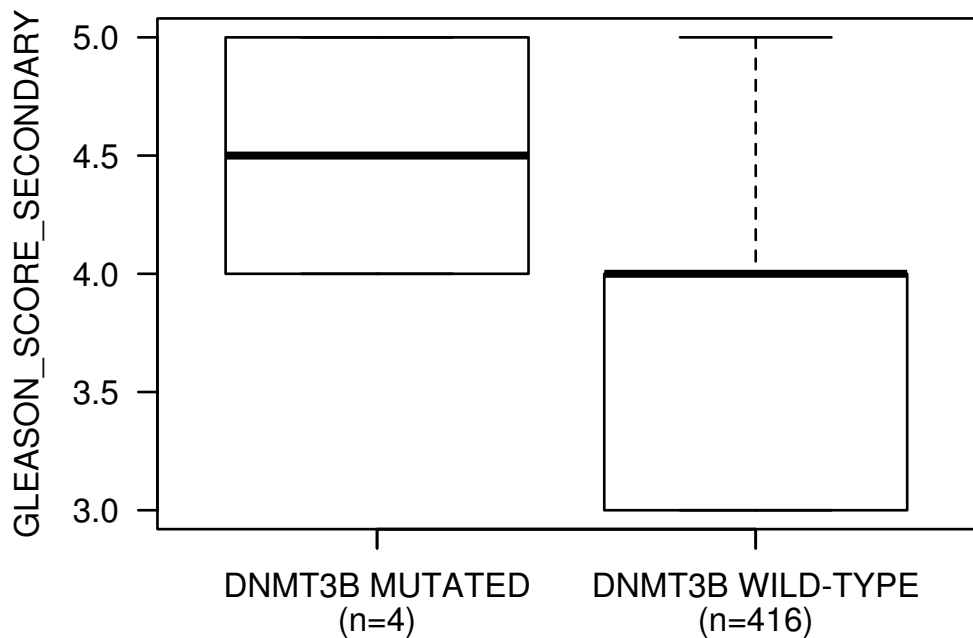 GLEASON_SCORE_SECONDARY
5.0
4.5
4.0
3.5
3.0
DNMT3B MUTATED
(n=4)
DNMT3B WILD-TYPE
(n=416)